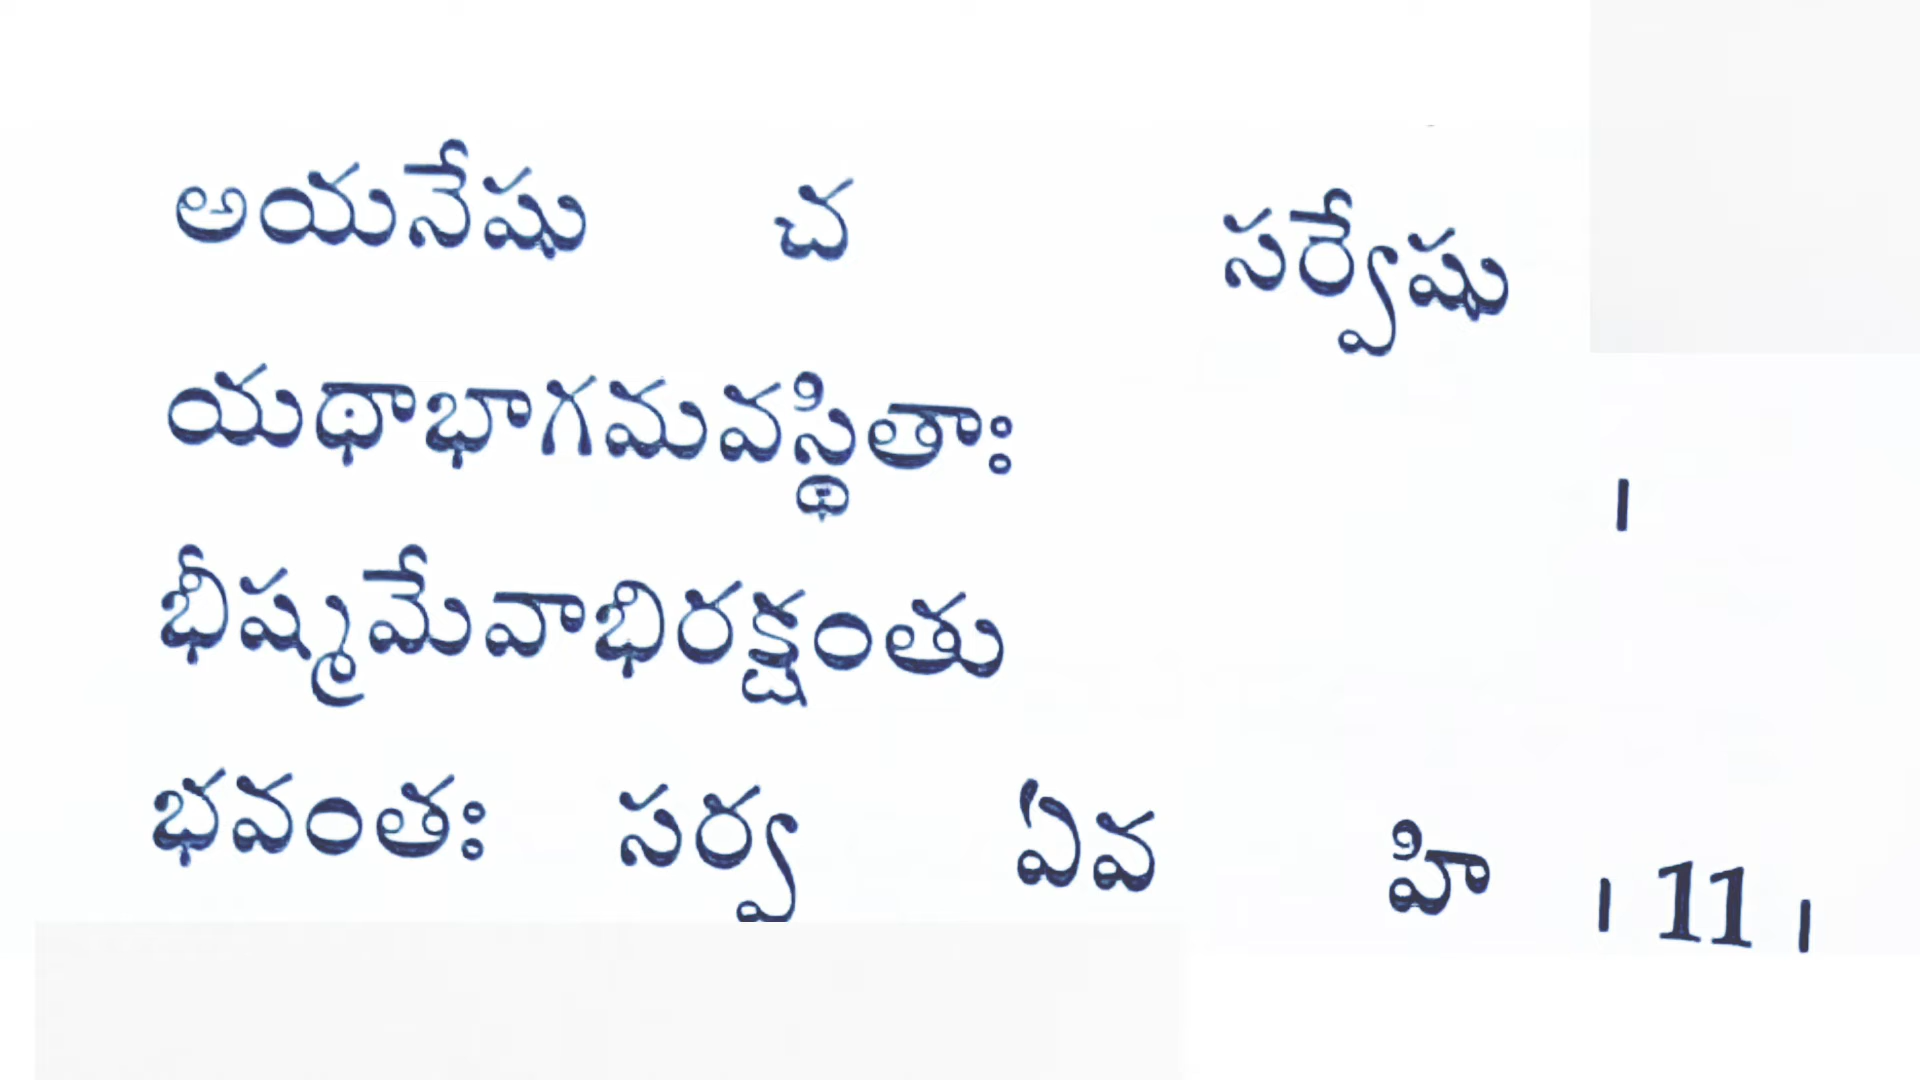 అయనేషు చ సర్వేషు
యథాభాగమవస్థితాః ।
భీష్మమేవాభిరక్షంతు
భవంతః సర్వ ఏవ హి । 11 ।